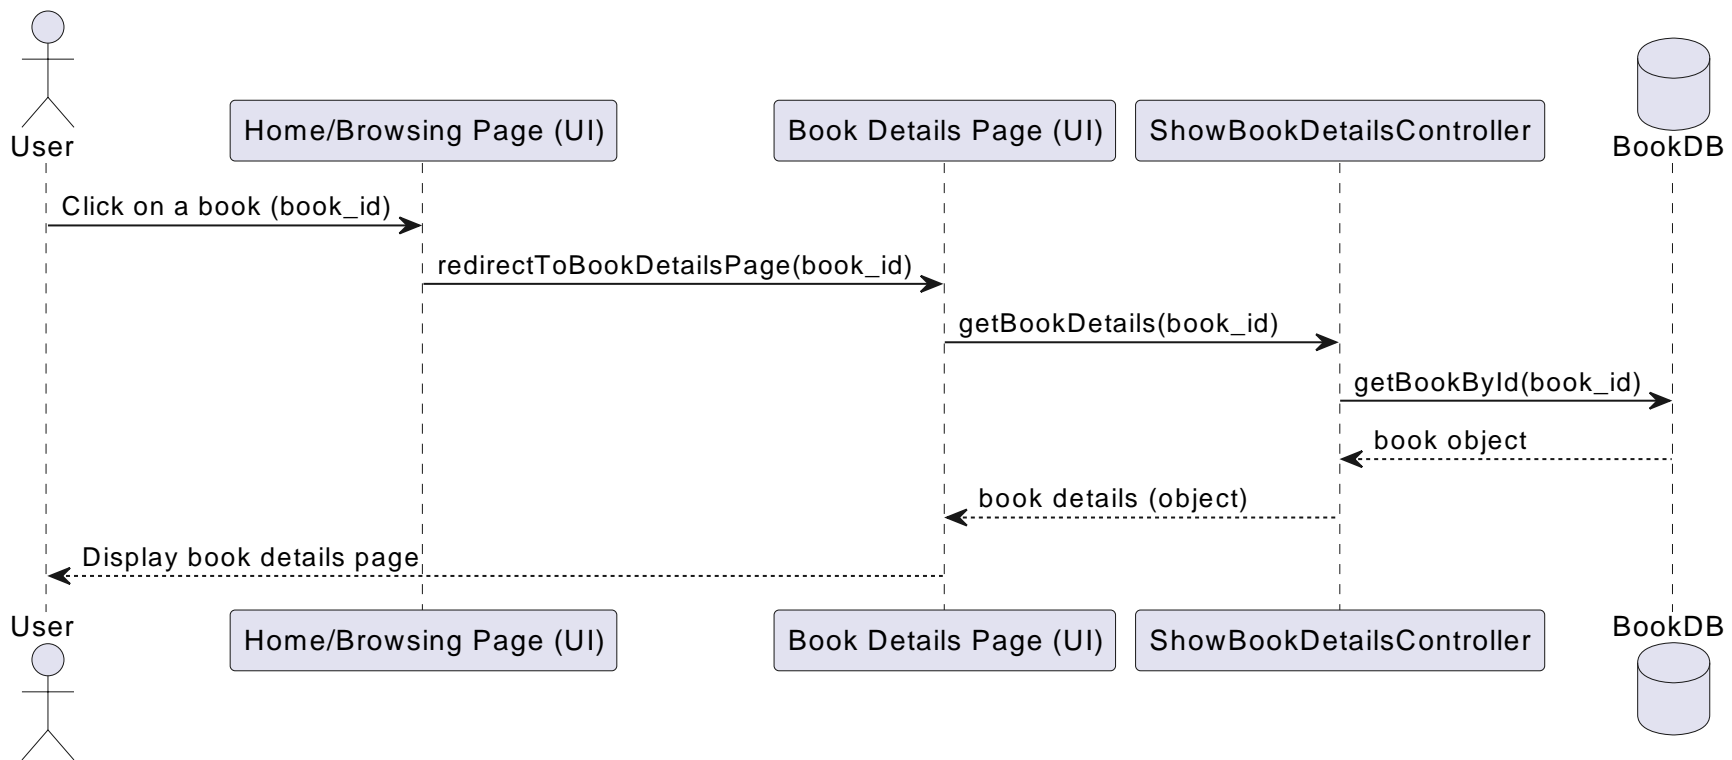 User
Home/Browsing Page (UI)
Book Details Page (UI)
ShowBookDetailsController
BookDB
Click on a book (book_id)
redirectToBookDetailsPage(book_id)
getBookDetails(book_id)
getBookById(book_id)
book object
book details (object)
Display book details page
User
Home/Browsing Page (UI)
Book Details Page (UI)
ShowBookDetailsController
BookDB